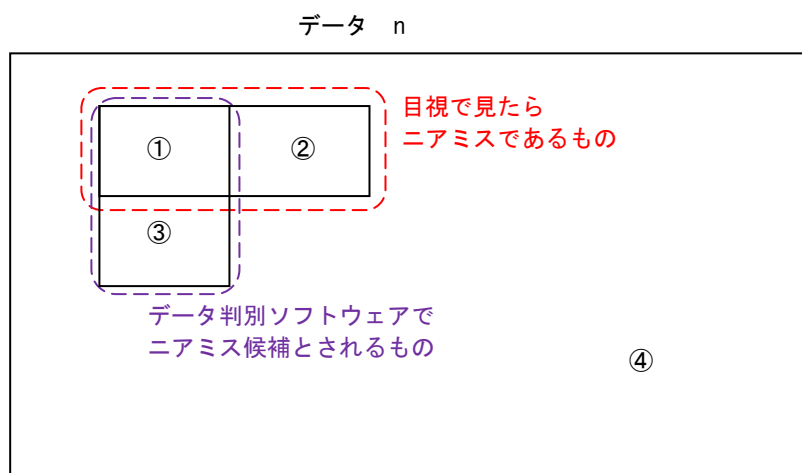 データ　n
目視で見たら
ニアミスであるもの
①
②
③
データ判別ソフトウェアで
ニアミス候補とされるもの
④